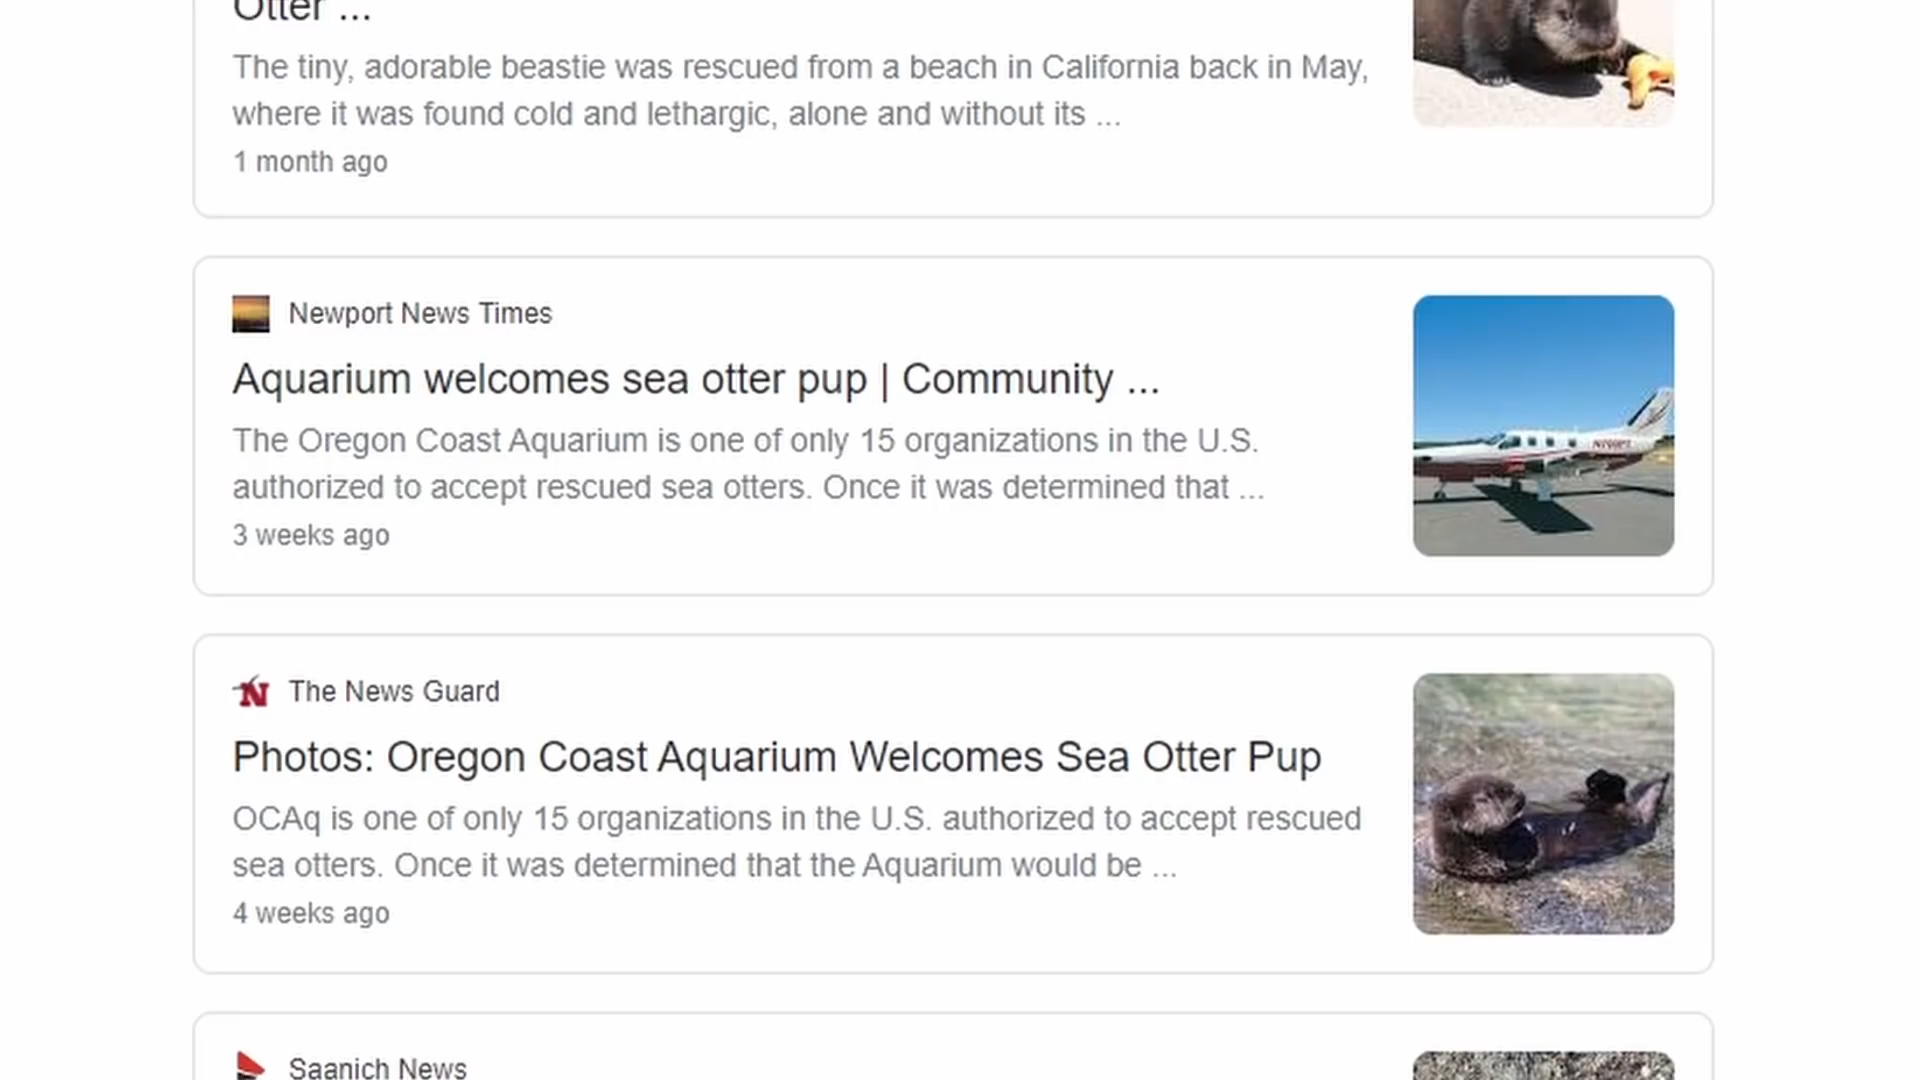 Otter ...
The tiny, adorable beastie was rescued from a beach in California back in May,
where it was found cold and lethargic, alone and without its ...
1 month ago
Newport News Times
Aquarium welcomes sea otter pup | Community ...
The Oregon Coast Aquarium is one of only 15 organizations in the U.S.
authorized to accept rescued sea otters. Once it was determined that ...
3 weeks ago
N
The News Guard
Photos: Oregon Coast Aquarium Welcomes Sea Otter Pup
OCAq is one of only 15 organizations in the U.S. authorized to accept rescued
sea otters. Once it was determined that the Aquarium would be ...
4 weeks ago
Saanich News